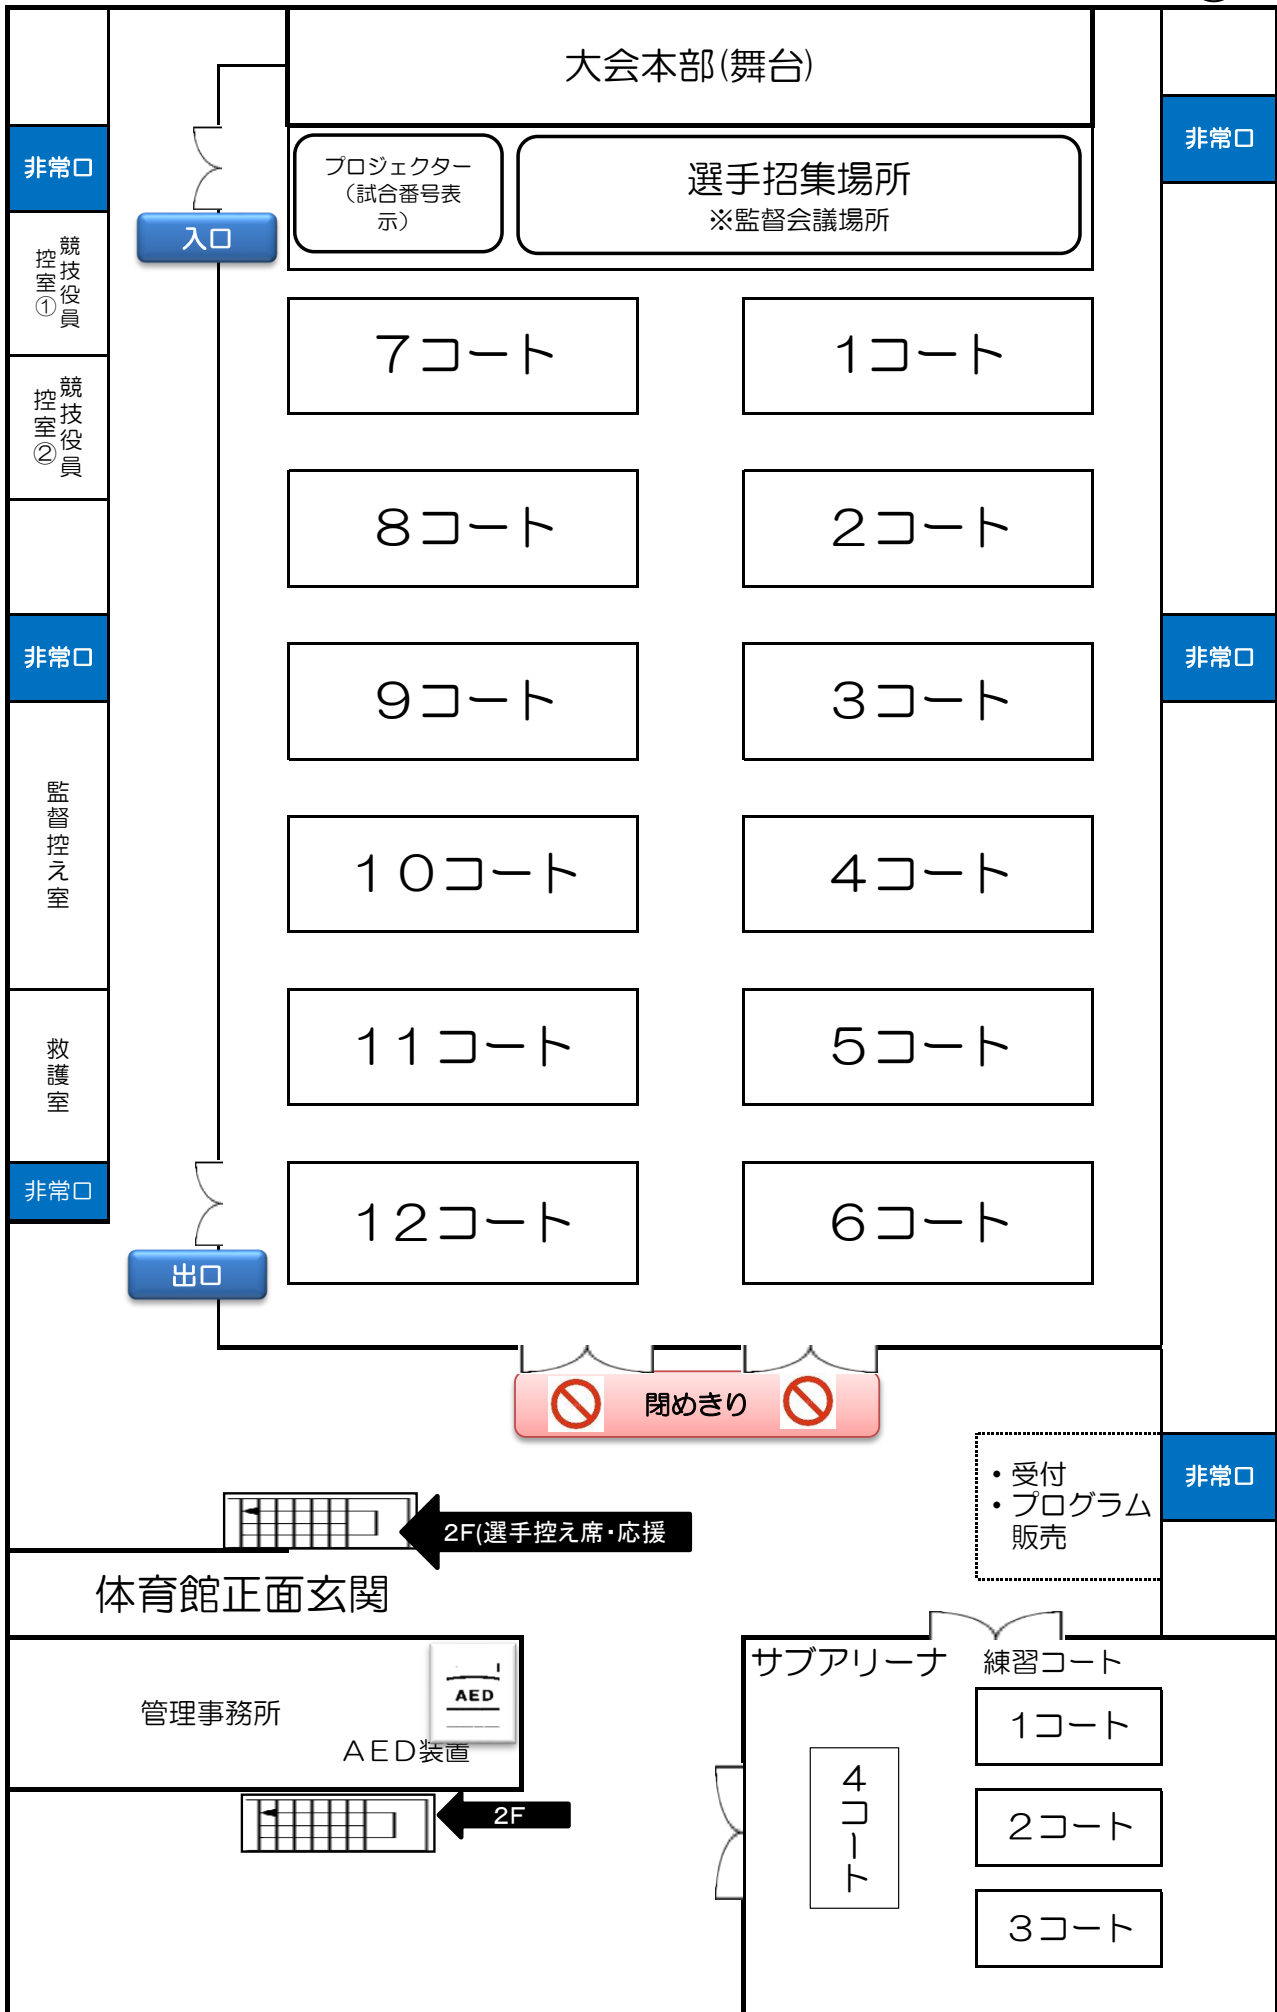 大会本部(舞台)
非常口
非常口
プロジェクター
（試合番号表
示）
選手招集場所
※監督会議場所
入口
競技役員
控室①
７コート
１コート
競技役員
控室②
８コート
２コート
非常口
非常口
９コート
３コート
監督控え室
１０コート
４コート
救護室
１１コート
５コート
非常口
１２コート
６コート
出口
閉めきり
・受付
・プログラム
販売
非常口
2F(選手控え席・応援
体育館正面玄関
サブアリーナ
練習コート
AED
管理事務所
ＡＥＤ装置
１コート
２コート
３コート
４コート
2F